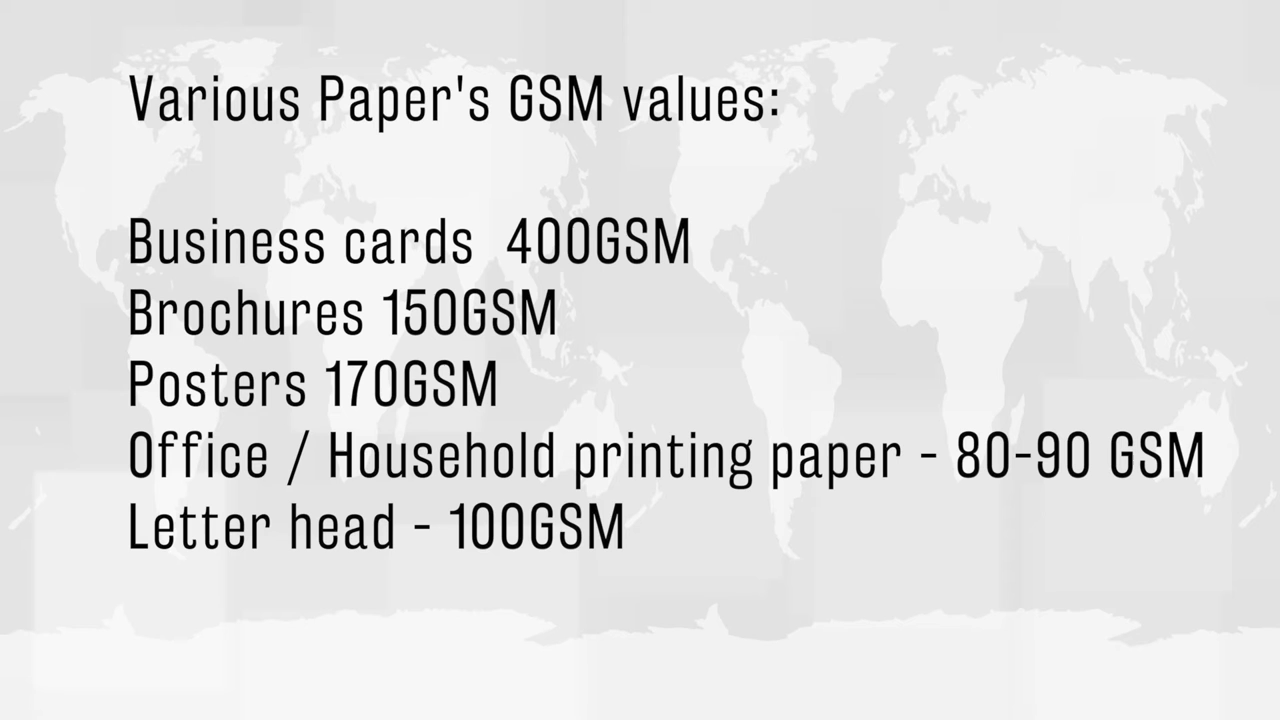 Various Paper's GSM values:
Business cards  400GSM
Brochures 150GSM
Posters 170GSM
Office / Household printing paper - 80-90 GSM
Letter head - 100GSM